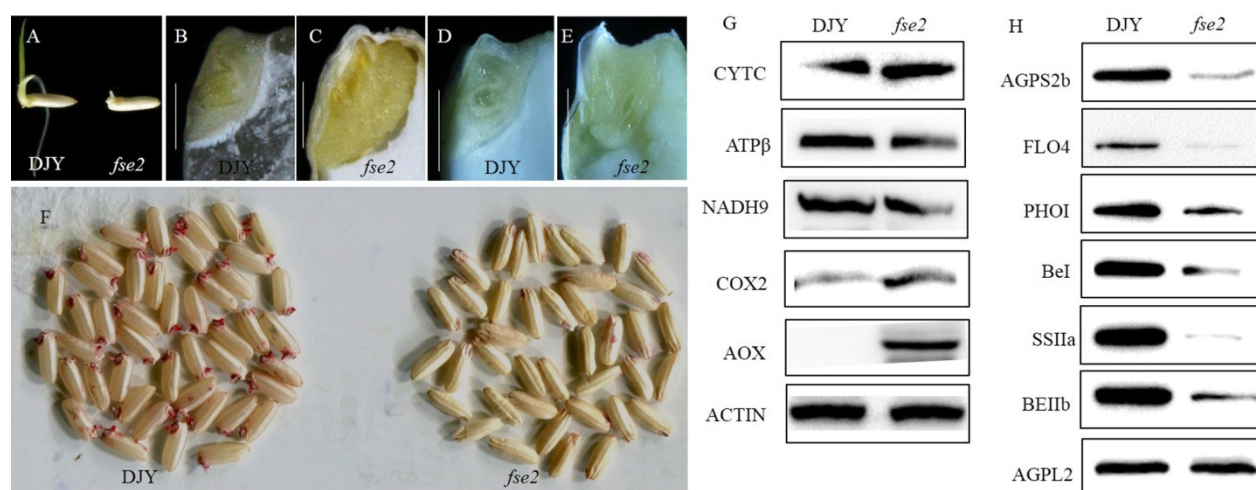 A
DJY
fse2
B
DJY
C
fse2
D
DJY
E
fse2
F
DJY
fse2
G
DJY fse2
CYTC
ATPβ
NADH9
COX2
AOX
ACTIN
H
DJY fse2
AGPS2b
FLO4
PHOI
BeI
SSIIa
BEIIb
AGPL2